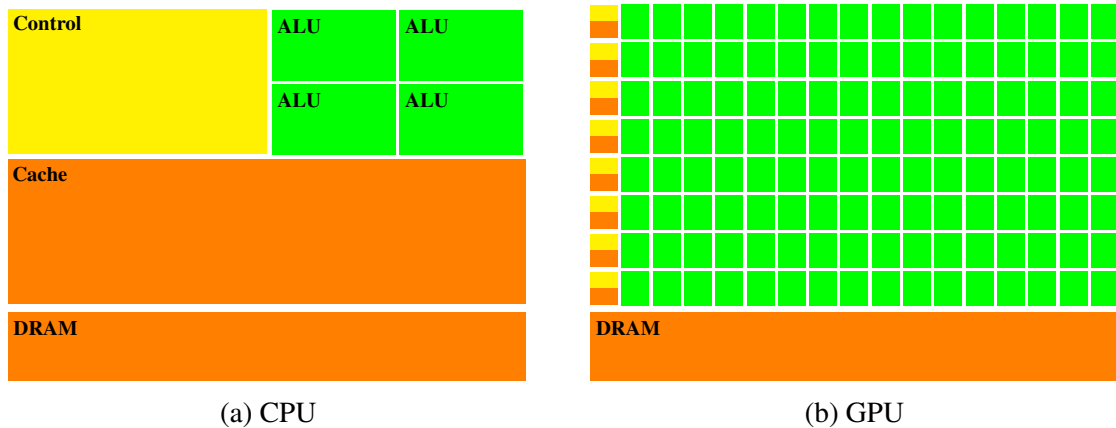 Control
ALU ALU
ALU ALU
Cache
DRAM
(a) CPU
DRAM
(b) GPU